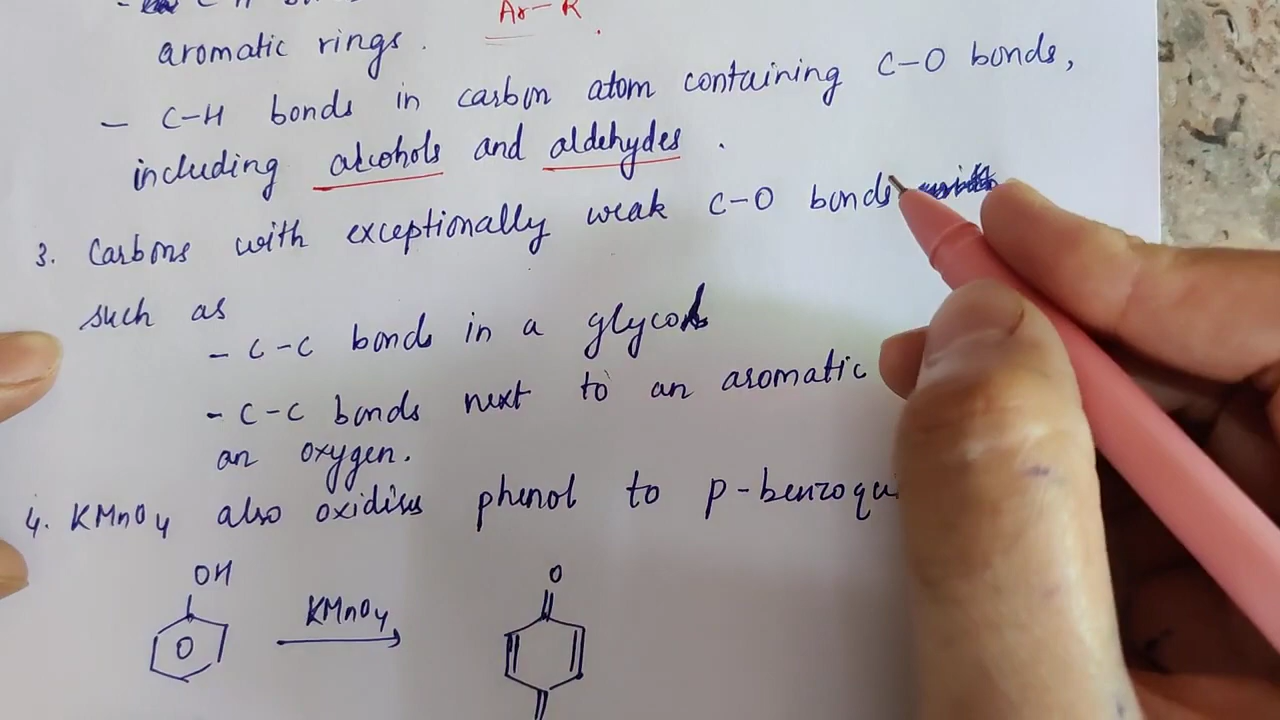 C-H
Ar-R
aromatic rings.
- C-H bonds in carbon atom containing C-O bonds,
including alcohols and aldehydes.
3. Carbons with exceptionally weak C-O bonds
such as
- C-C bonds in a glycol
- C-C bonds next to an aromatic
an oxygen.
4. KMnO4 also oxidises phenol to p-benzoqui
OH
O
KMnO4